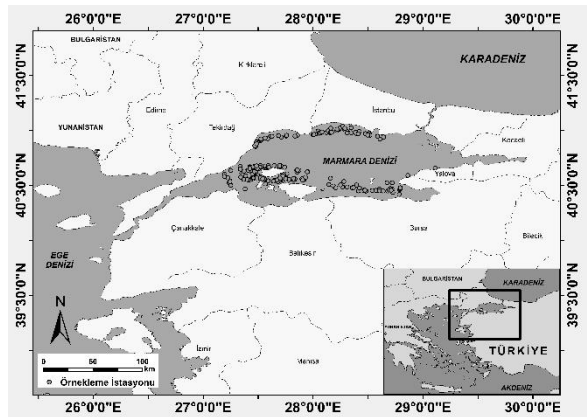 26°0'0"E 27°0'0"E 28°0'0"E 29°0'0"E 30°0'0"E
BULGARİSTAN
Kırklareli
KARADENİZ
41°30'0"N
41°30'0"N
Edirne
İstanbul
YUNANİSTAN
Tekirdağ
Kocaeli
MARMARA DENİZİ
Yalova
40°30'0"N
40°30'0"N
Çanakkale
Bursa
Bilecik
Balıkesir
EGE
DENİZİ
BULGARİSTAN
KARADENİZ
39°30'0"N
39°30'0"N
N
TÜRKİYE
İzmir
Manisa
0 50 100
km
Örnekleme İstasyonu
AKDENİZ
26°0'0"E 27°0'0"E 28°0'0"E 29°0'0"E 30°0'0"E